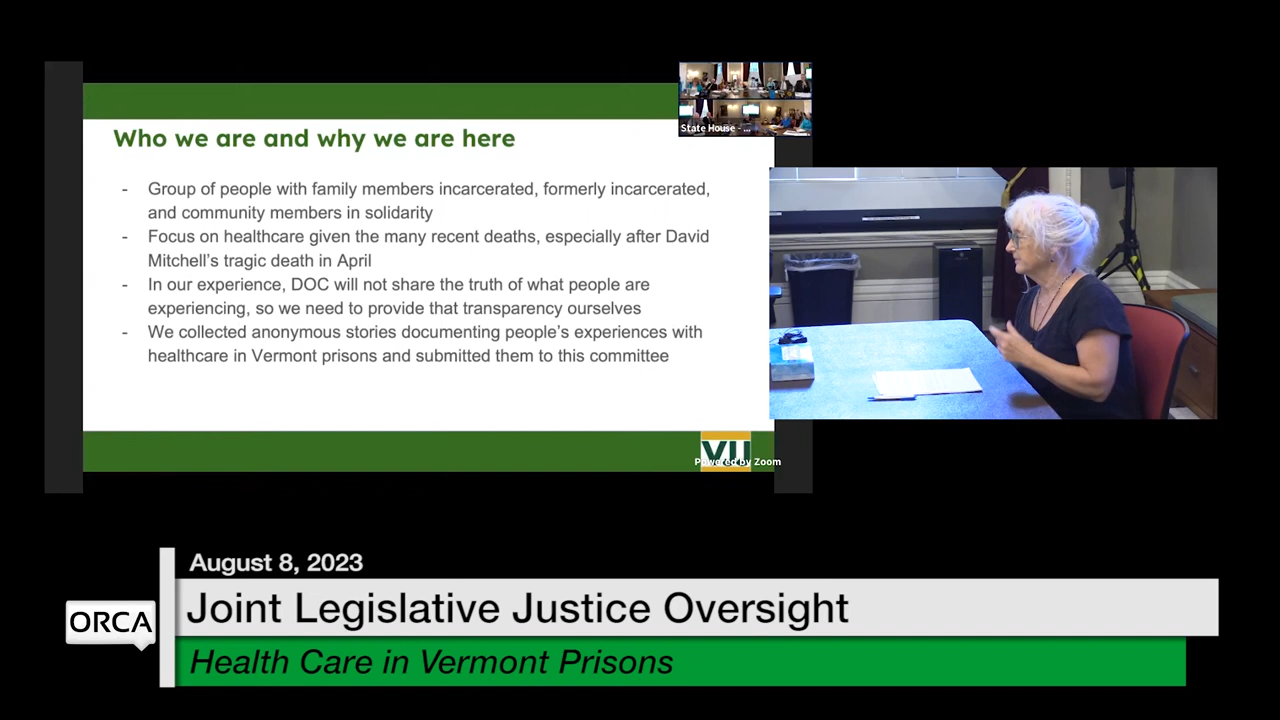 Who we are and why we are here
- Group of people with family members incarcerated, formerly incarcerated,
and community members in solidarity
- Focus on healthcare given the many recent deaths, especially after David
Mitchell's tragic death in April
- In our experience, DOC will not share the truth of what people are
experiencing, so we need to provide that transparency ourselves
- We collected anonymous stories documenting people's experiences with
healthcare in Vermont prisons and submitted them to this committee
State House - ...
Powered by Zoom
August 8, 2023
ORCA
Joint Legislative Justice Oversight
Health Care in Vermont Prisons